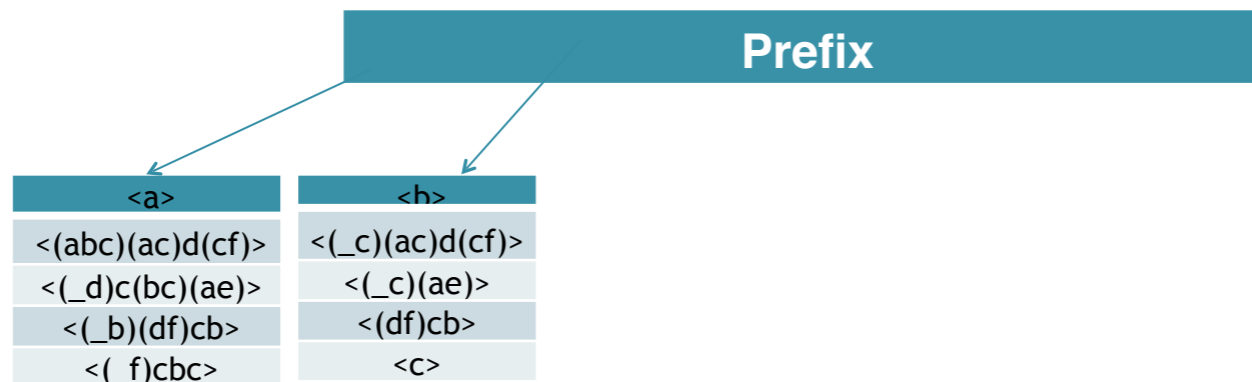 Prefix
<a>
<b>
<(abc)(ac)d(cf)>
<(_c)(ac)d(cf)>
<(_d)c(bc)(ae)>
<(_c)(ae)>
<(_b)(df)cb>
<(df)cb>
<(_f)cbc>
<c>